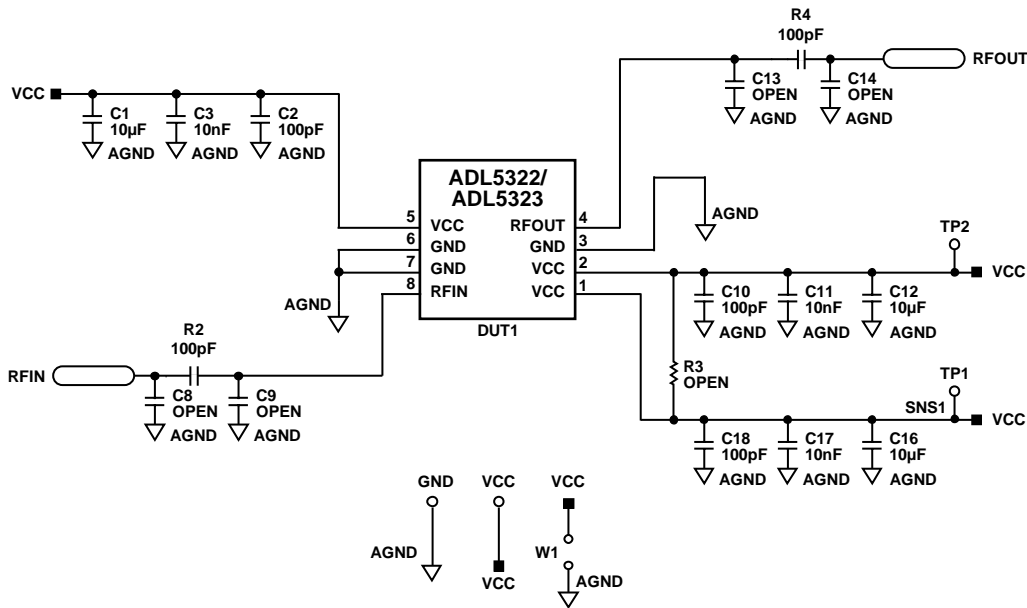 R4
100pF
RFOUT
C13
OPEN
AGND
C14
OPEN
AGND
VCC
C1
10µF
AGND
C3
10nF
AGND
C2
100pF
AGND
ADL5322/
ADL5323
5 VCC RFOUT 4
6 GND GND 3
7 GND VCC 2
8 RFIN VCC 1
DUT1
AGND
AGND
TP2
VCC
C10
100pF
AGND
C11
10nF
AGND
C12
10µF
AGND
R2
100pF
RFIN
C8
OPEN
AGND
C9
OPEN
AGND
R3
OPEN
TP1
SNS1
VCC
C18
100pF
AGND
C17
10nF
AGND
C16
10µF
AGND
GND
AGND
VCC
VCC
VCC
W1
AGND